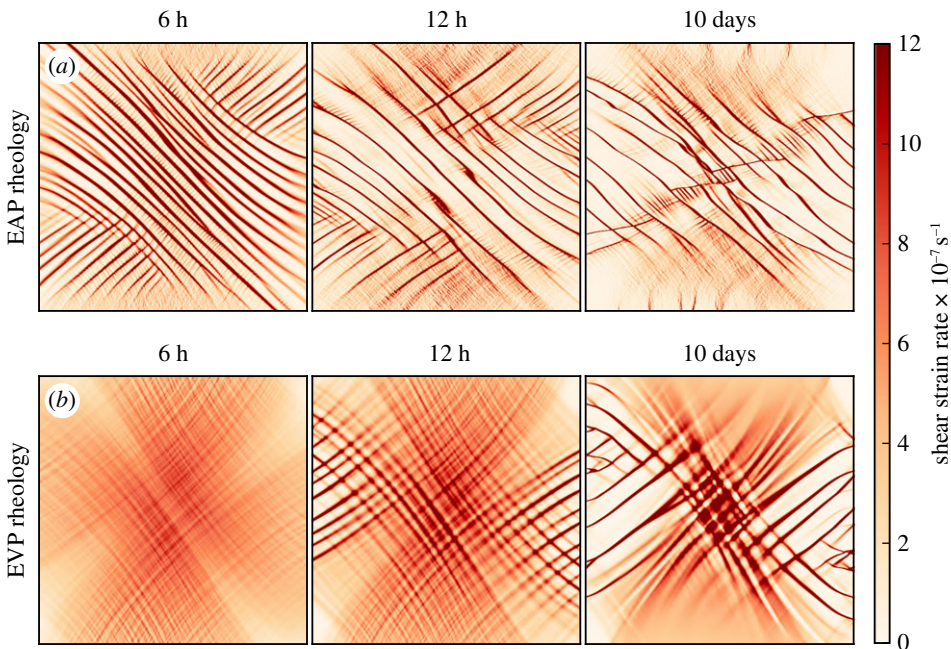 6 h 12 h 10 days
12
(a)
EAP rheology
10
8
6 h 12 h 10 days
6
(b)
EVP rheology
4
2
0
shear strain rate × 10⁻⁷ s⁻¹